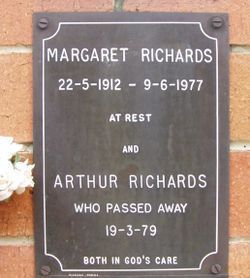 MARGARET RICHARDS
22-5-1912 - 9-6-1977
AT REST
AND
ARTHUR RICHARDS
WHO PASSED AWAY
19-3-79
BOTH IN GOD'S CARE